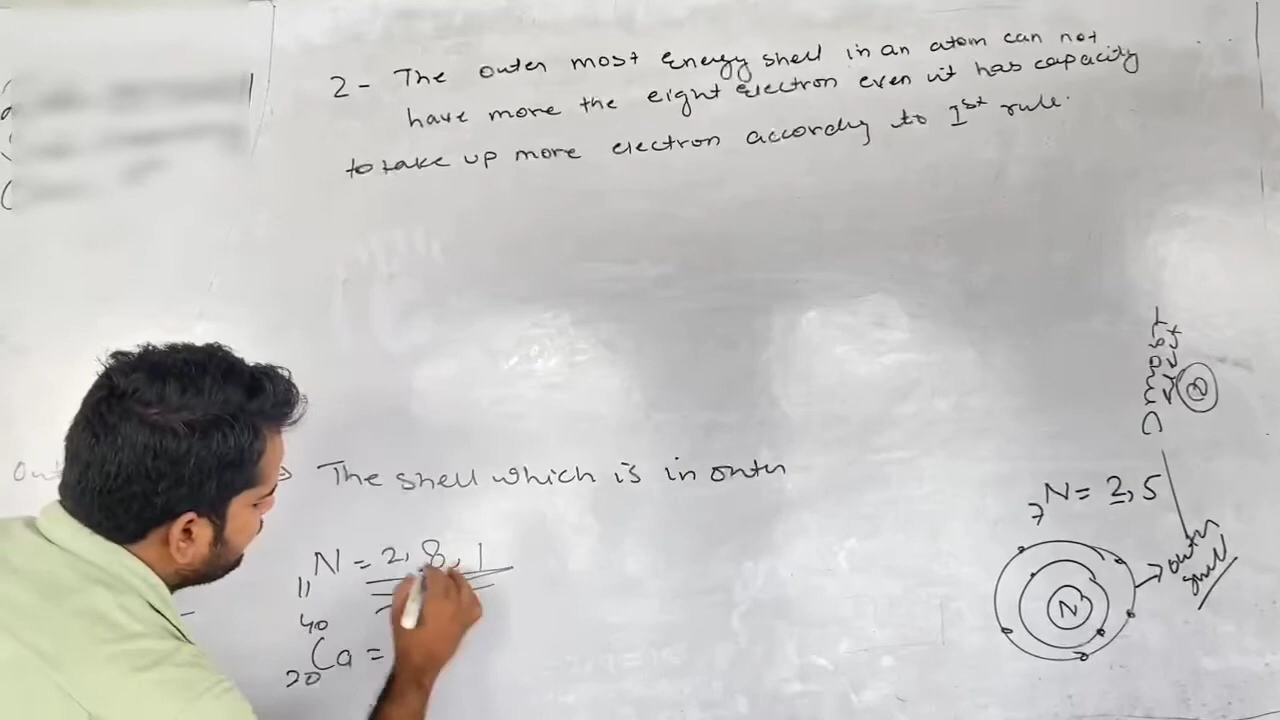 2- The outer most Energy shell in an atom can not
have more the eight electron even it has capacity
to take up more electron accordy to Ist rule.
The shell which is in outer
7N = 2, 5
N
outer
shell
11N = 2, 8, 1
40
20Ca =